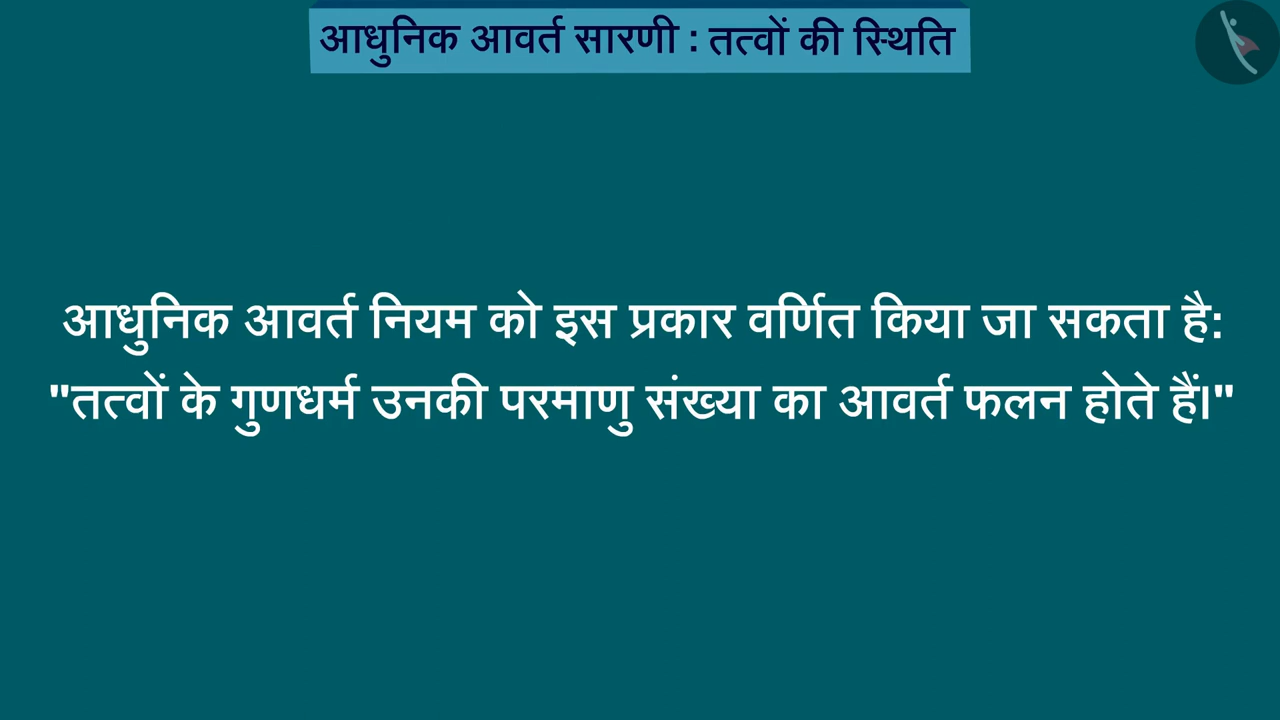 आधुनिक आवर्त सारणी : तत्वों की स्थिति
आधुनिक आवर्त नियम को इस प्रकार वर्णित किया जा सकता है:
"तत्वों के गुणधर्म उनकी परमाणु संख्या का आवर्त फलन होते हैं।"